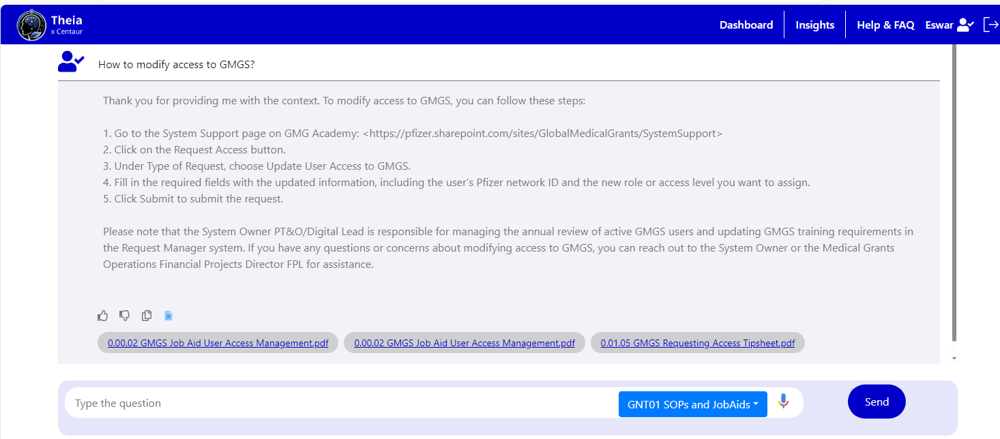 Theia
x Centaur
Dashboard
Insights
Help & FAQ
Eswar
How to modify access to GMGS?
Thank you for providing me with the context. To modify access to GMGS, you can follow these steps:
1. Go to the System Support page on GMG Academy: <https://pfizer.sharepoint.com/sites/GlobalMedicalGrants/SystemSupport>
2. Click on the Request Access button.
3. Under Type of Request, choose Update User Access to GMGS.
4. Fill in the required fields with the updated information, including the user's Pfizer network ID and the new role or access level you want to assign.
5. Click Submit to submit the request.
Please note that the System Owner PT&O/Digital Lead is responsible for managing the annual review of active GMGS users and updating GMGS training requirements in
the Request Manager system. If you have any questions or concerns about modifying access to GMGS, you can reach out to the System Owner or the Medical Grants
Operations Financial Projects Director FPL for assistance.
0.00.02 GMGS Job Aid User Access Management.pdf
0.00.02 GMGS Job Aid User Access Management.pdf
0.01.05 GMGS Requesting Access Tipsheet.pdf
Type the question
GNT01 SOPs and JobAids
Send